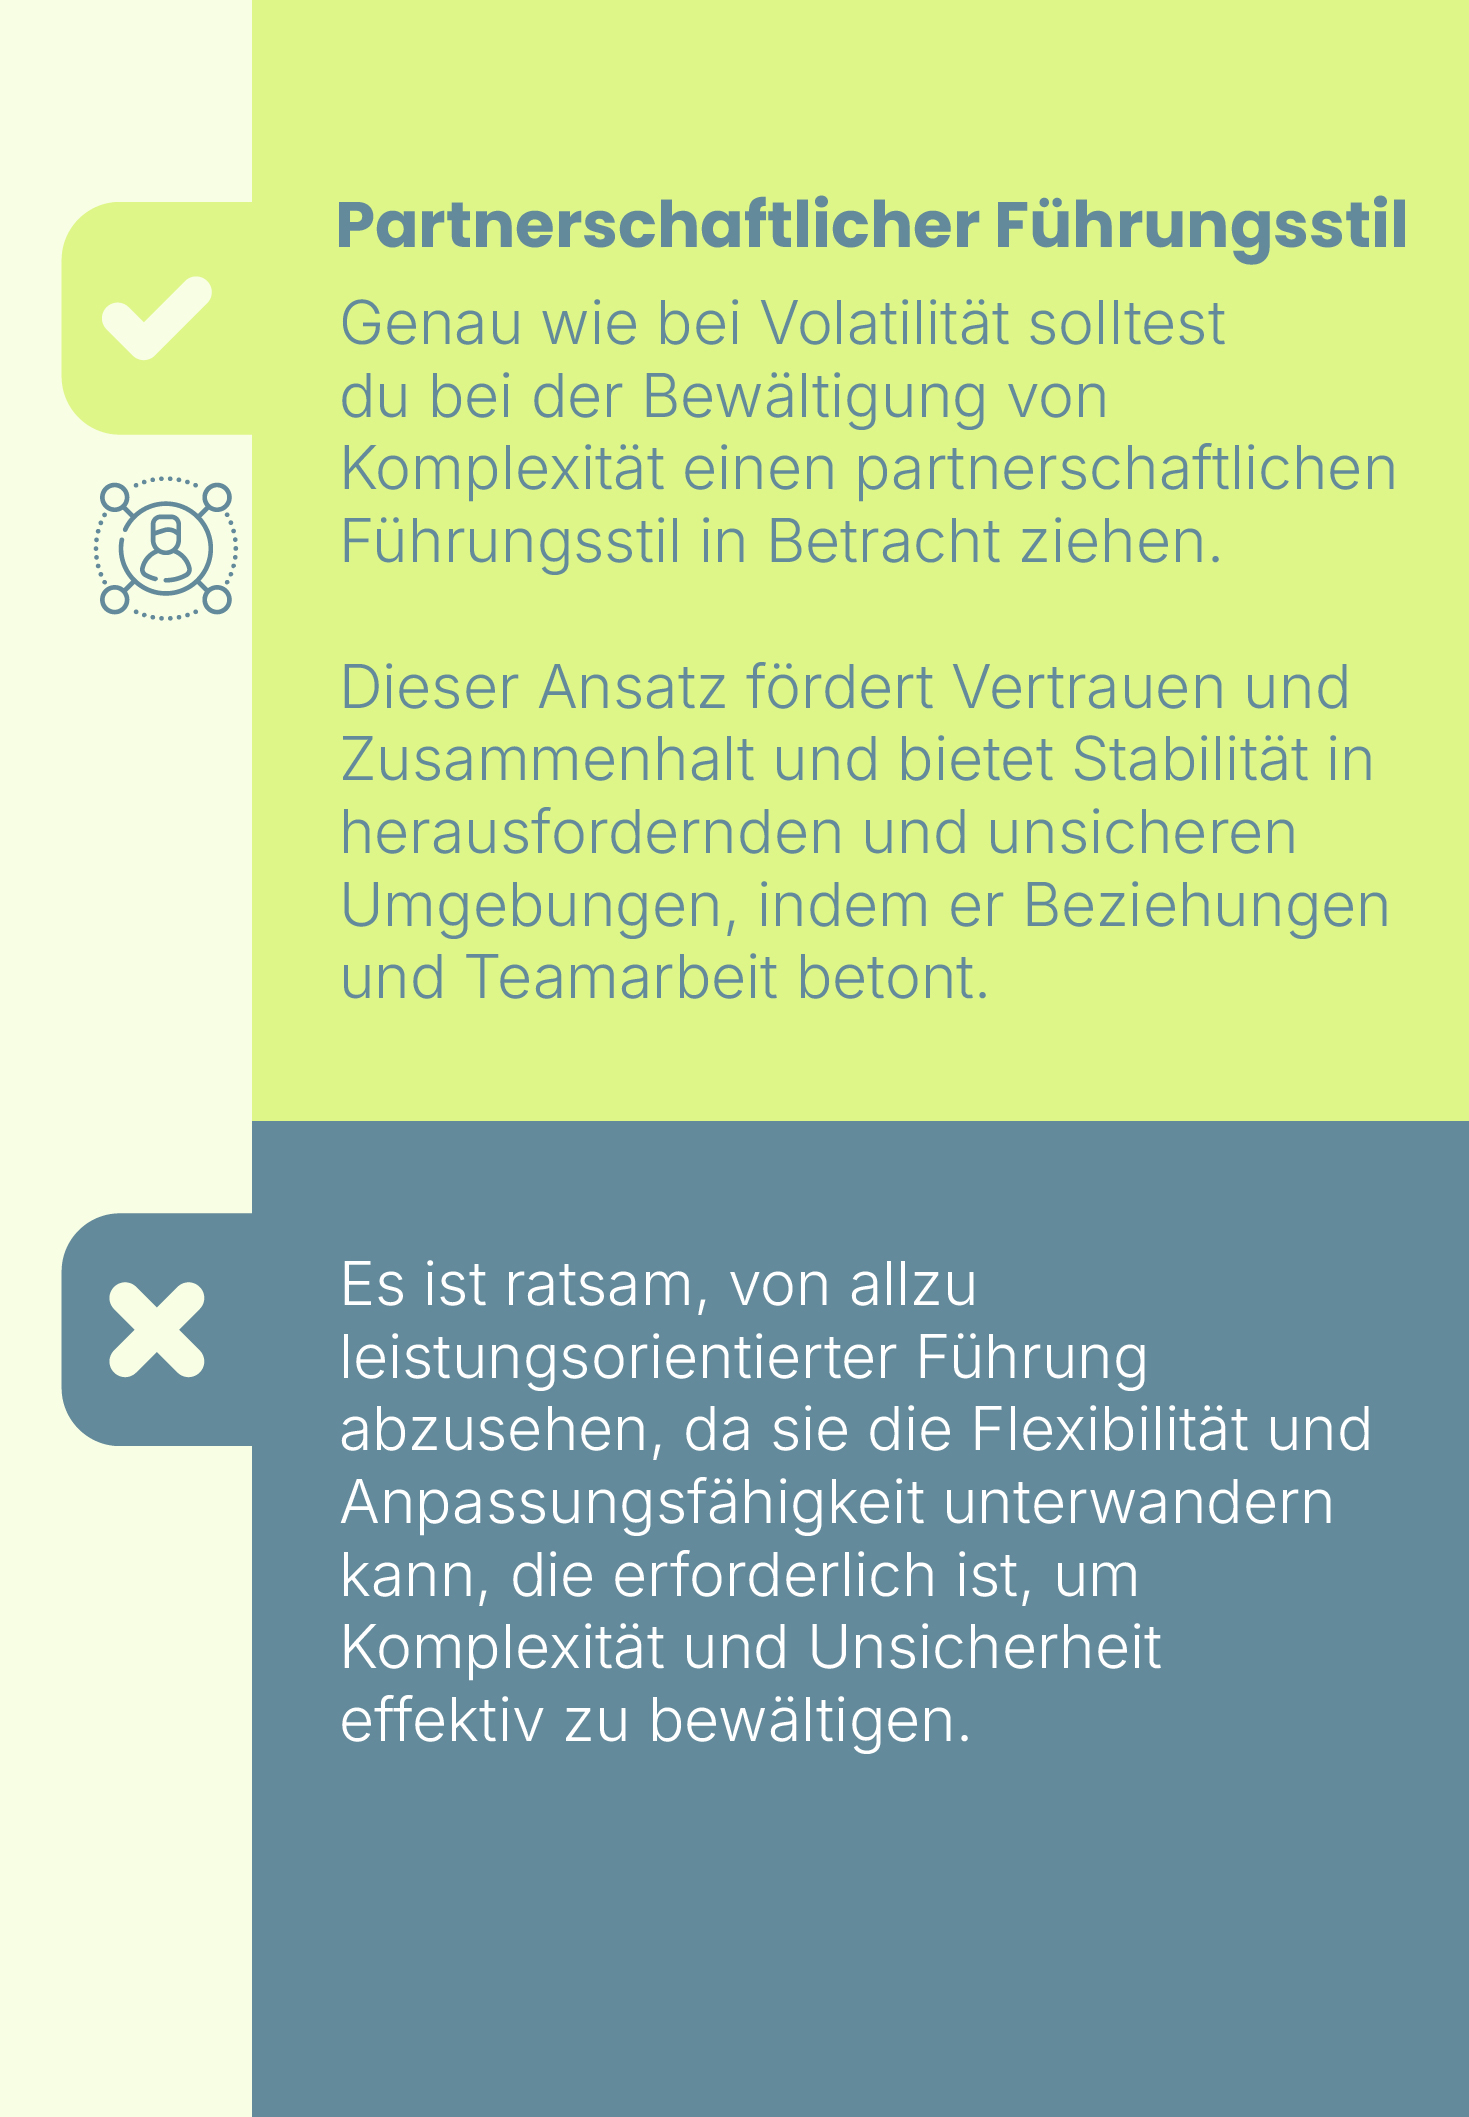 Partnerschaftlicher Führungsstil
Genau wie bei Volatilität solltest
du bei der Bewältigung von
Komplexität einen partnerschaftlichen
Führungsstil in Betracht ziehen.
Dieser Ansatz fördert Vertrauen und
Zusammenhalt und bietet Stabilität in
herausfordernden und unsicheren
Umgebungen, indem er Beziehungen
und Teamarbeit betont.
Es ist ratsam, von allzu
leistungsorientierter Führung
abzusehen, da sie die Flexibilität und
Anpassungsfähigkeit unterwandern
kann, die erforderlich ist, um
Komplexität und Unsicherheit
effektiv zu bewältigen.